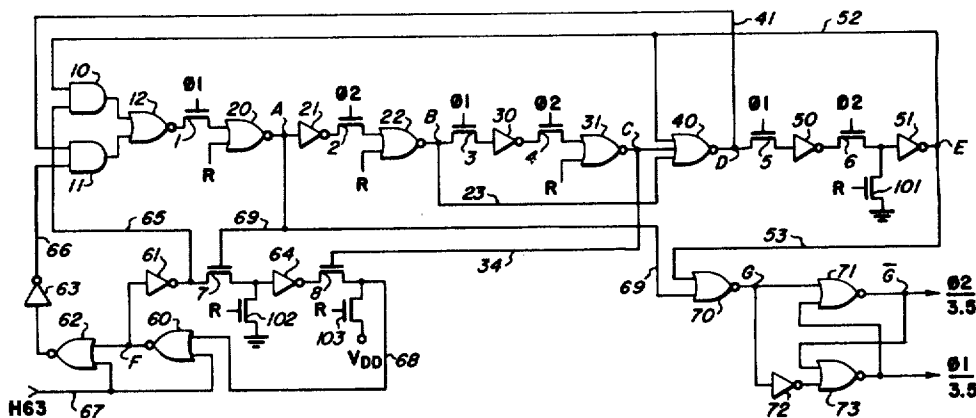 41
52
10
Ø1
12
20
A
21
Ø2
22
B
Ø1
30
Ø2
31
C
40
Ø1
50
Ø2
51
1
2
3
4
5
6
D
E
11
R
R
R
R
101
23
66
65
69
53
34
61
64
69
70
G
71
G̅
Ø2
3.5
63
7
8
R
102
R
103
V_DD
62
60
F
68
72
73
Ø1
3.5
H63
67